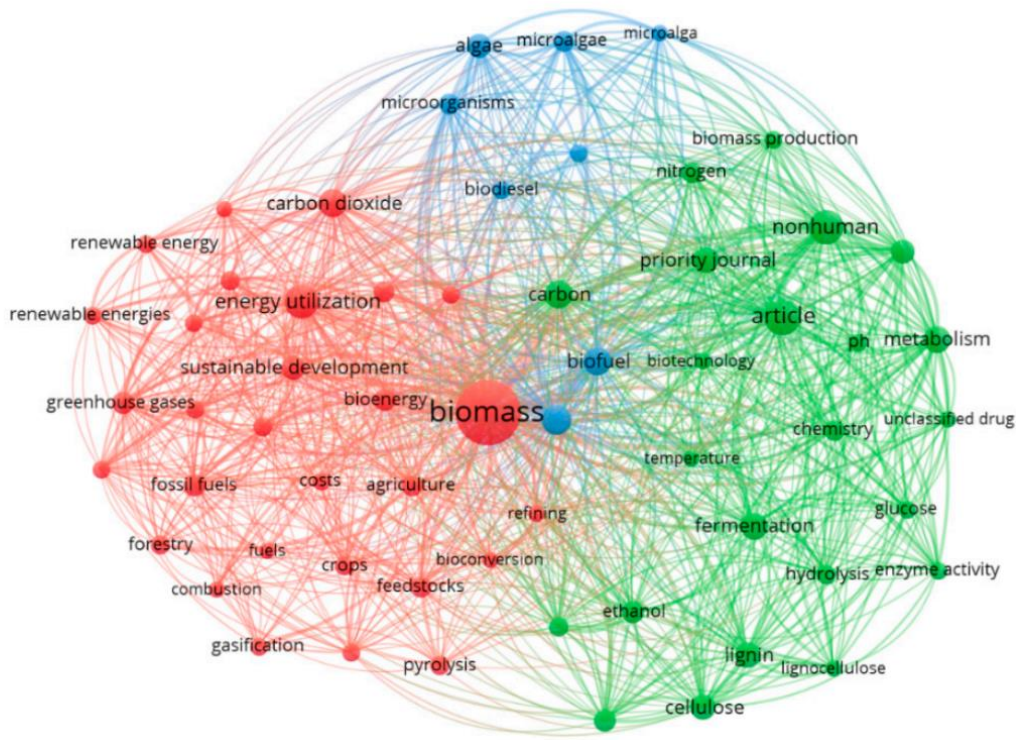 algae
microalgae
microalga
microorganisms
biomass production
nitrogen
biodiesel
carbon dioxide
nonhuman
renewable energy
priority journal
energy utilization
carbon
renewable energies
article
ph
metabolism
biofuel
biotechnology
sustainable development
greenhouse gases
bioenergy
biomass
unclassified drug
chemistry
temperature
fossil fuels
costs
agriculture
refining
glucose
fermentation
forestry
fuels
bioconversion
crops
combustion
feedstocks
hydrolysis
enzyme activity
ethanol
gasification
pyrolysis
lignin
lignocellulose
cellulose